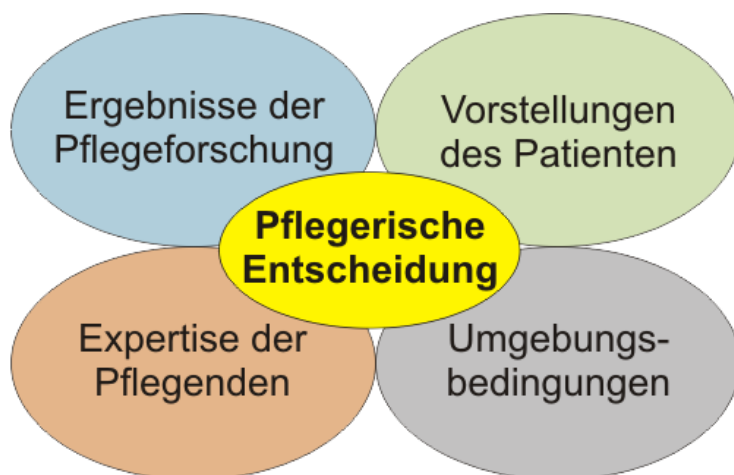 Ergebnisse der
Pflegeforschung
Vorstellungen
des Patienten
Pflegerische
Entscheidung
Expertise der
Pflegenden
Umgebungs-
bedingungen